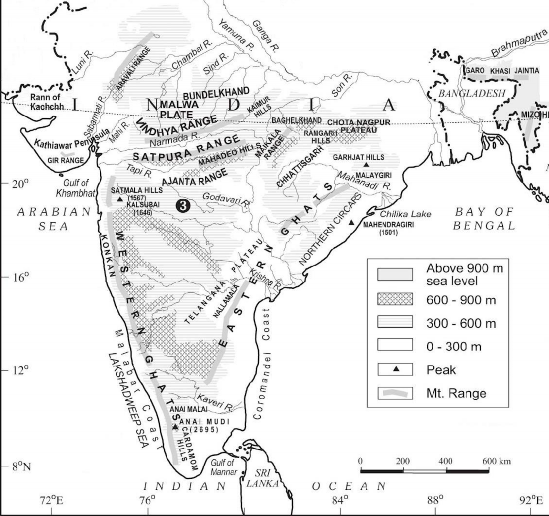 Luni R.
ARAVALI RANGE
Chambal R.
Yamuna R.
Ganga R.
Sind R.
Son R.
Brahmaputra
GARO KHASI JAINTIA
BANGLADESH
MIZO
Rann of
Kachchh
INDIA
BUNDELKHAND
MALWA
PLATE
KAIMUR
HILLS
Sabarmati R.
Mahi R.
VINDHYA RANGE
Narmada R.
BAGHELKHAND
CHOTA-NAGPUR
PLATEAU
RAMGARH
HILLS
Kathiawar Peninsula
GIR RANGE
SATPURA RANGE
MAHADEO HILLS
MAIKALA
RANGE
CHHATTISGARH
GARHJAT HILLS
MALAYGIRI
Gulf of
Khambhat
Tapi R.
AJANTA RANGE
Mahanadi R.
20°
SATMALA HILLS
(1567)
KALSUBAI
(1646)
3
Godavari R.
ARABIAN
SEA
Chilika Lake
MAHENDRAGIRI
(1501)
BAY OF
BENGAL
NORTHERN CIRCARS
EASTERN GHATS
TELANGANA PLATEAU
NALLAMALA
Krishna R.
KONKAN
WESTERN GHATS
16°
Above 900 m
sea level
600 - 900 m
300 - 600 m
0 - 300 m
Peak
Mt. Range
Coromandel Coast
Malabar Coast
LAKSHADWEEP SEA
12°
Kaveri R.
ANAI MALAI
ANAI MUDI
(2695)
CARDAMOM
HILLS
8°N
Gulf of
Manner
SRI
LANKA
INDIAN OCEAN
0 200 400 600 km
72°E 76° 84° 88° 92°E